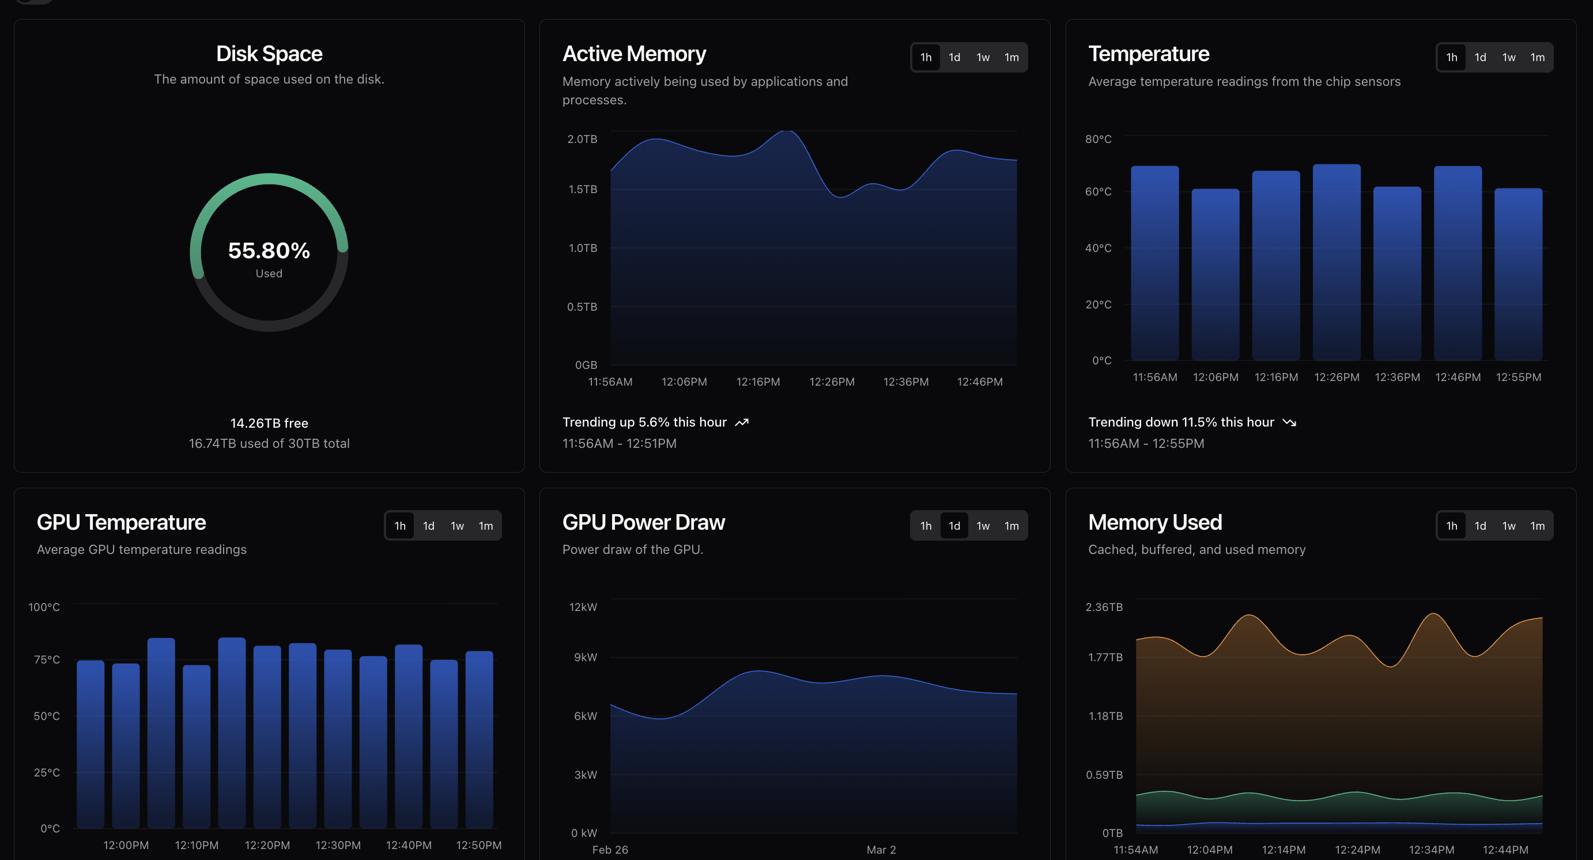 Disk Space
The amount of space used on the disk.
55.80%
Used
14.26TB free
16.74TB used of 30TB total
Active Memory
1h 1d 1w 1m
Memory actively being used by applications and
processes.
2.0TB
1.5TB
1.0TB
0.5TB
0GB
11:56AM 12:06PM 12:16PM 12:26PM 12:36PM 12:46PM
Trending up 5.6% this hour
11:56AM - 12:51PM
Temperature
1h 1d 1w 1m
Average temperature readings from the chip sensors
80°C
60°C
40°C
20°C
0°C
11:56AM 12:06PM 12:16PM 12:26PM 12:36PM 12:46PM 12:55PM
Trending down 11.5% this hour
11:56AM - 12:55PM
GPU Temperature
1h 1d 1w 1m
Average GPU temperature readings
100°C
75°C
50°C
25°C
0°C
12:00PM 12:10PM 12:20PM 12:30PM 12:40PM 12:50PM
GPU Power Draw
1h 1d 1w 1m
Power draw of the GPU.
12kW
9kW
6kW
3kW
0 kW
Feb 26 Mar 2
Memory Used
1h 1d 1w 1m
Cached, buffered, and used memory
2.36TB
1.77TB
1.18TB
0.59TB
0TB
11:54AM 12:04PM 12:14PM 12:24PM 12:34PM 12:44PM